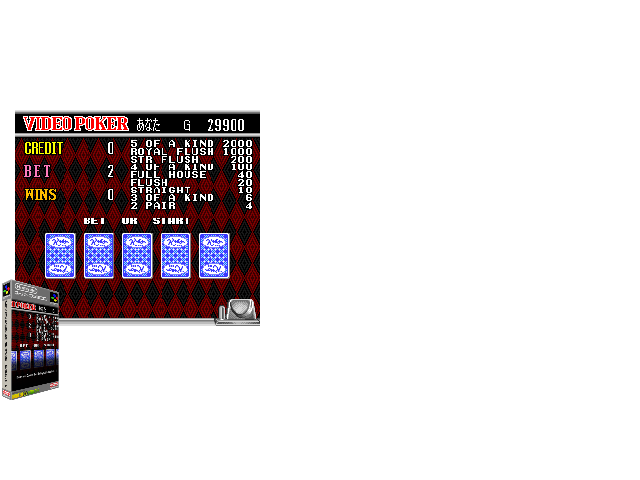 VIDEO POKER あなた G 29900
CREDIT 0
BET 2
WINS 0
5 OF A KIND 2000
ROYAL FLUSH 1000
STR FLUSH 200
4 OF A KIND 100
FULL HOUSE 40
FLUSH 20
STRAIGHT 10
3 OF A KIND 6
2 PAIR 4
BET OR START